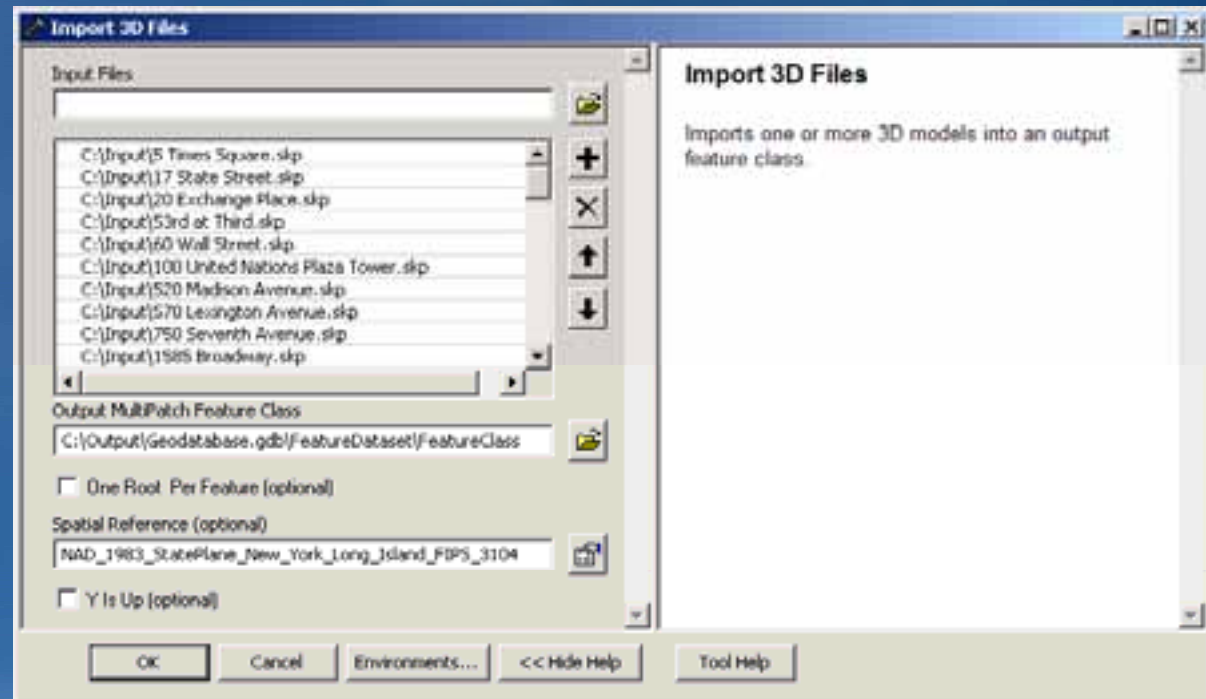 Import 3D Files
Input Files
C:\Input\5 Times Square.skp
C:\Input\17 State Street.skp
C:\Input\20 Exchange Place.skp
C:\Input\53rd at Third.skp
C:\Input\60 Wall Street.skp
C:\Input\100 United Nations Plaza Tower.skp
C:\Input\520 Madison Avenue.skp
C:\Input\570 Lexington Avenue.skp
C:\Input\750 Seventh Avenue.skp
C:\Input\1585 Broadway.skp
Output MultiPatch Feature Class
C:\Output\Geodatabase.gdb\FeatureDataset\FeatureClass
One Root Per Feature (optional)
Spatial Reference (optional)
NAD_1983_StatePlane_New_York_Long_Island_FIPS_3104
Y Is Up (optional)
Import 3D Files
Imports one or more 3D models into an output
feature class.
OK
Cancel
Environments...
<< Hide Help
Tool Help